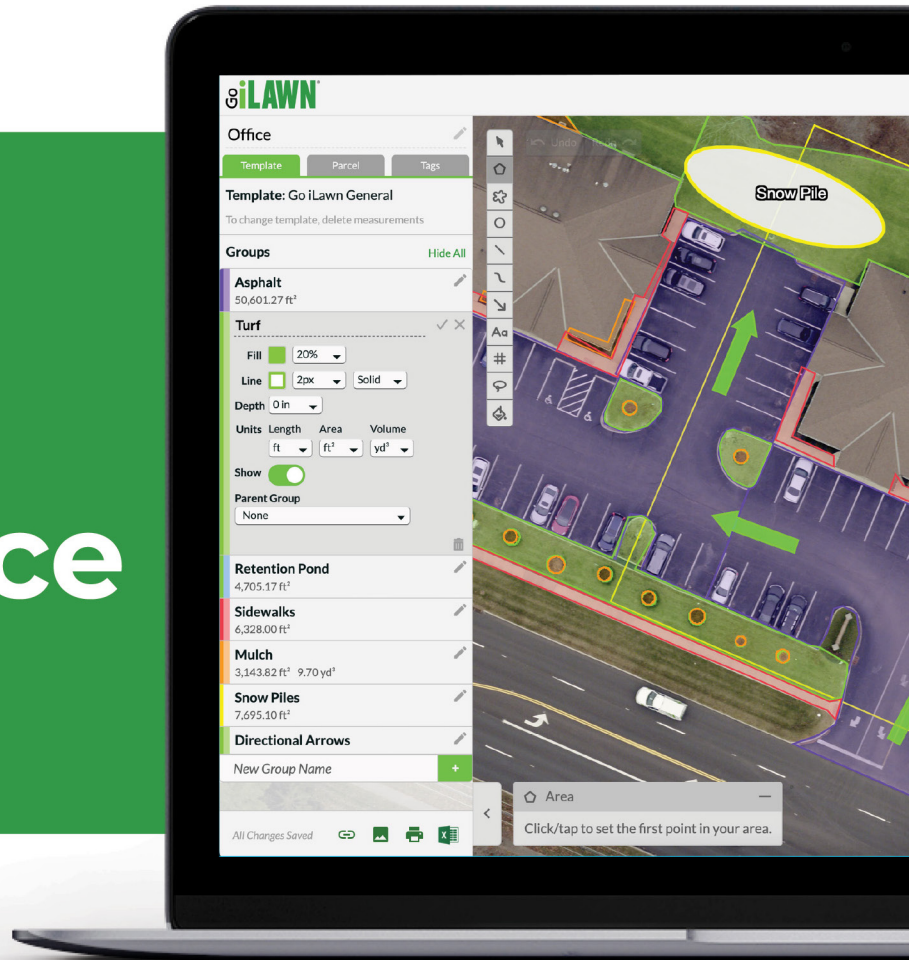 ce
Go iLAWN
Office
Template Parcel Tags
Template: Go iLawn General
To change template, delete measurements
Groups Hide All
Asphalt
50,601.27 ft²
Turf
Fill 20%
Line 2px Solid
Depth 0 in
Units Length Area Volume
ft ft² yd³
Show
Parent Group
None
Retention Pond
4,705.17 ft²
Sidewalks
6,328.00 ft²
Mulch
3,143.82 ft² 9.70 yd³
Snow Piles
7,695.10 ft²
Directional Arrows
New Group Name +
All Changes Saved
X
Undo
Aa
Snow Pile
Area
Click/tap to set the first point in your area.